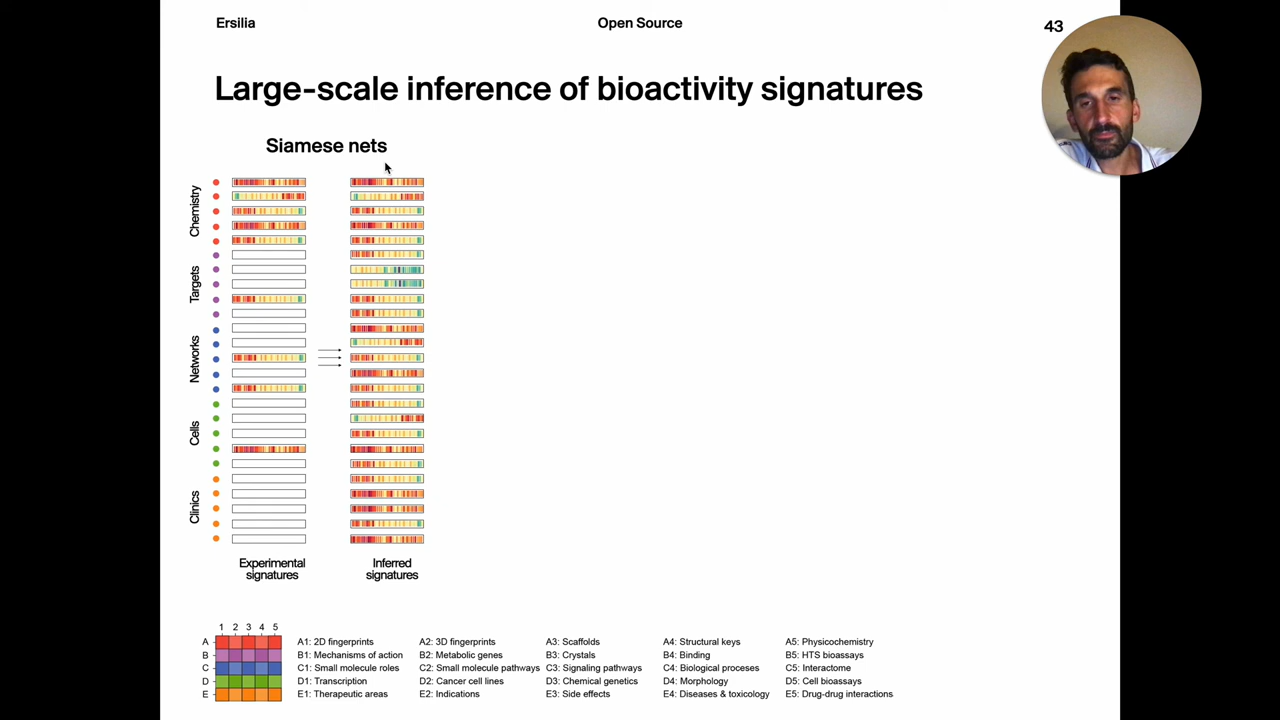 Ersilia
Open Source
43
Large-scale inference of bioactivity signatures
Siamese nets
Chemistry
Targets
Networks
Cells
Clinics
Experimental
signatures
Inferred
signatures
1 2 3 4 5
A A1: 2D fingerprints A2: 3D fingerprints A3: Scaffolds A4: Structural keys A5: Physicochemistry
B B1: Mechanisms of action B2: Metabolic genes B3: Crystals B4: Binding B5: HTS bioassays
C C1: Small molecule roles C2: Small molecule pathways C3: Signaling pathways C4: Biological proceses C5: Interactome
D D1: Transcription D2: Cancer cell lines D3: Chemical genetics D4: Morphology D5: Cell bioassays
E E1: Therapeutic areas E2: Indications E3: Side effects E4: Diseases & toxicology E5: Drug-drug interactions